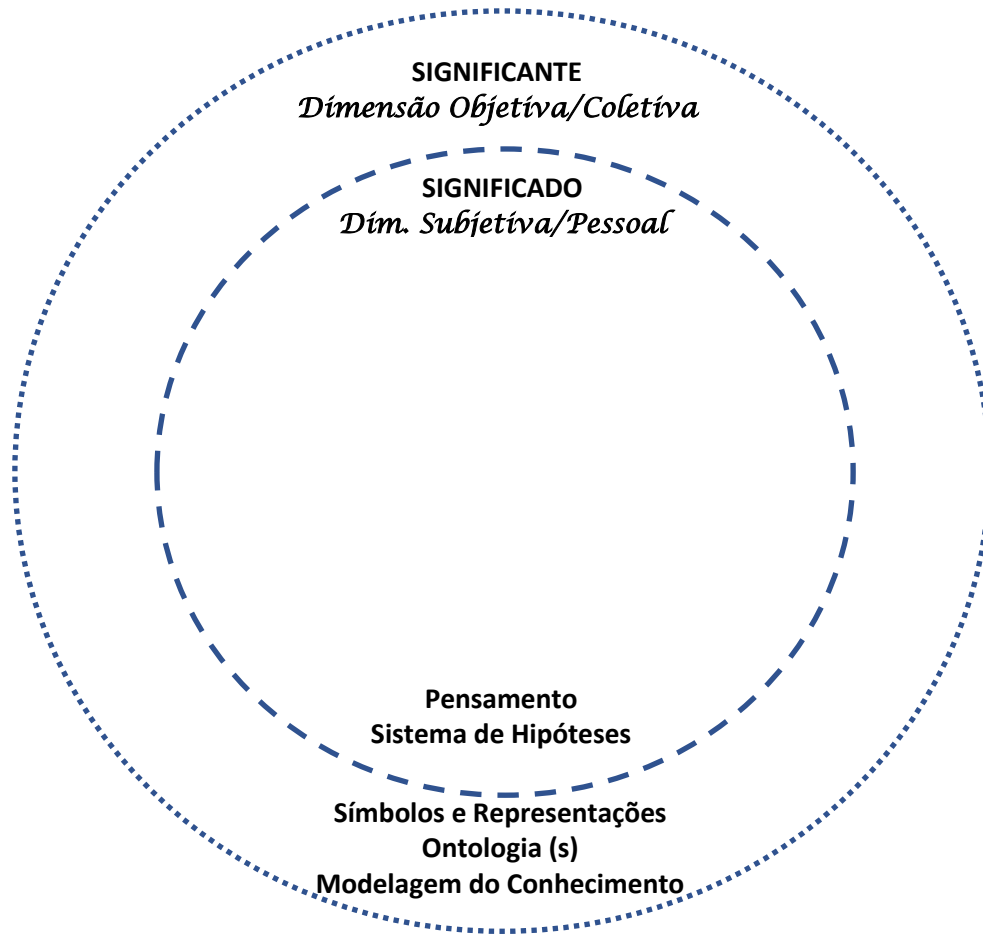 SIGNIFICANTE
Dimensão Objetiva/Coletiva
SIGNIFICADO
Dim. Subjetiva/Pessoal
Pensamento
Sistema de Hipóteses
Símbolos e Representações
Ontologia (s)
Modelagem do Conhecimento